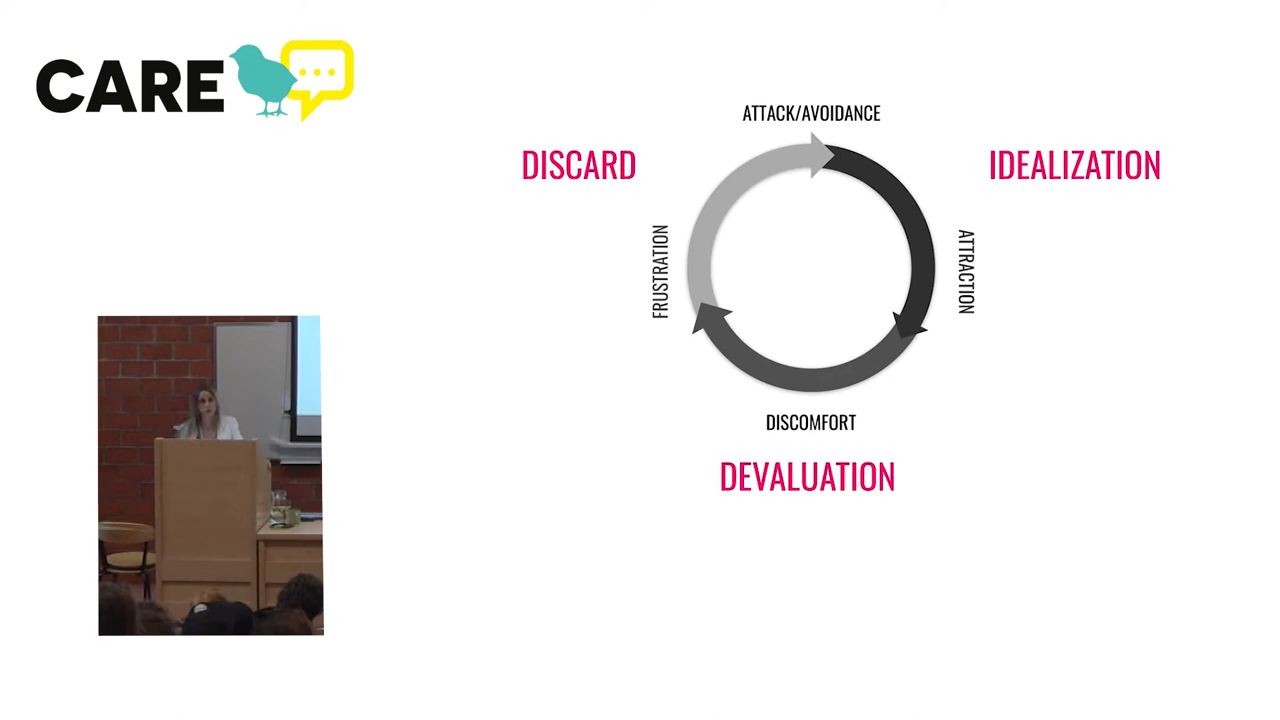 CARE
ATTACK/AVOIDANCE
DISCARD
IDEALIZATION
FRUSTRATION
ATTRACTION
DISCOMFORT
DEVALUATION